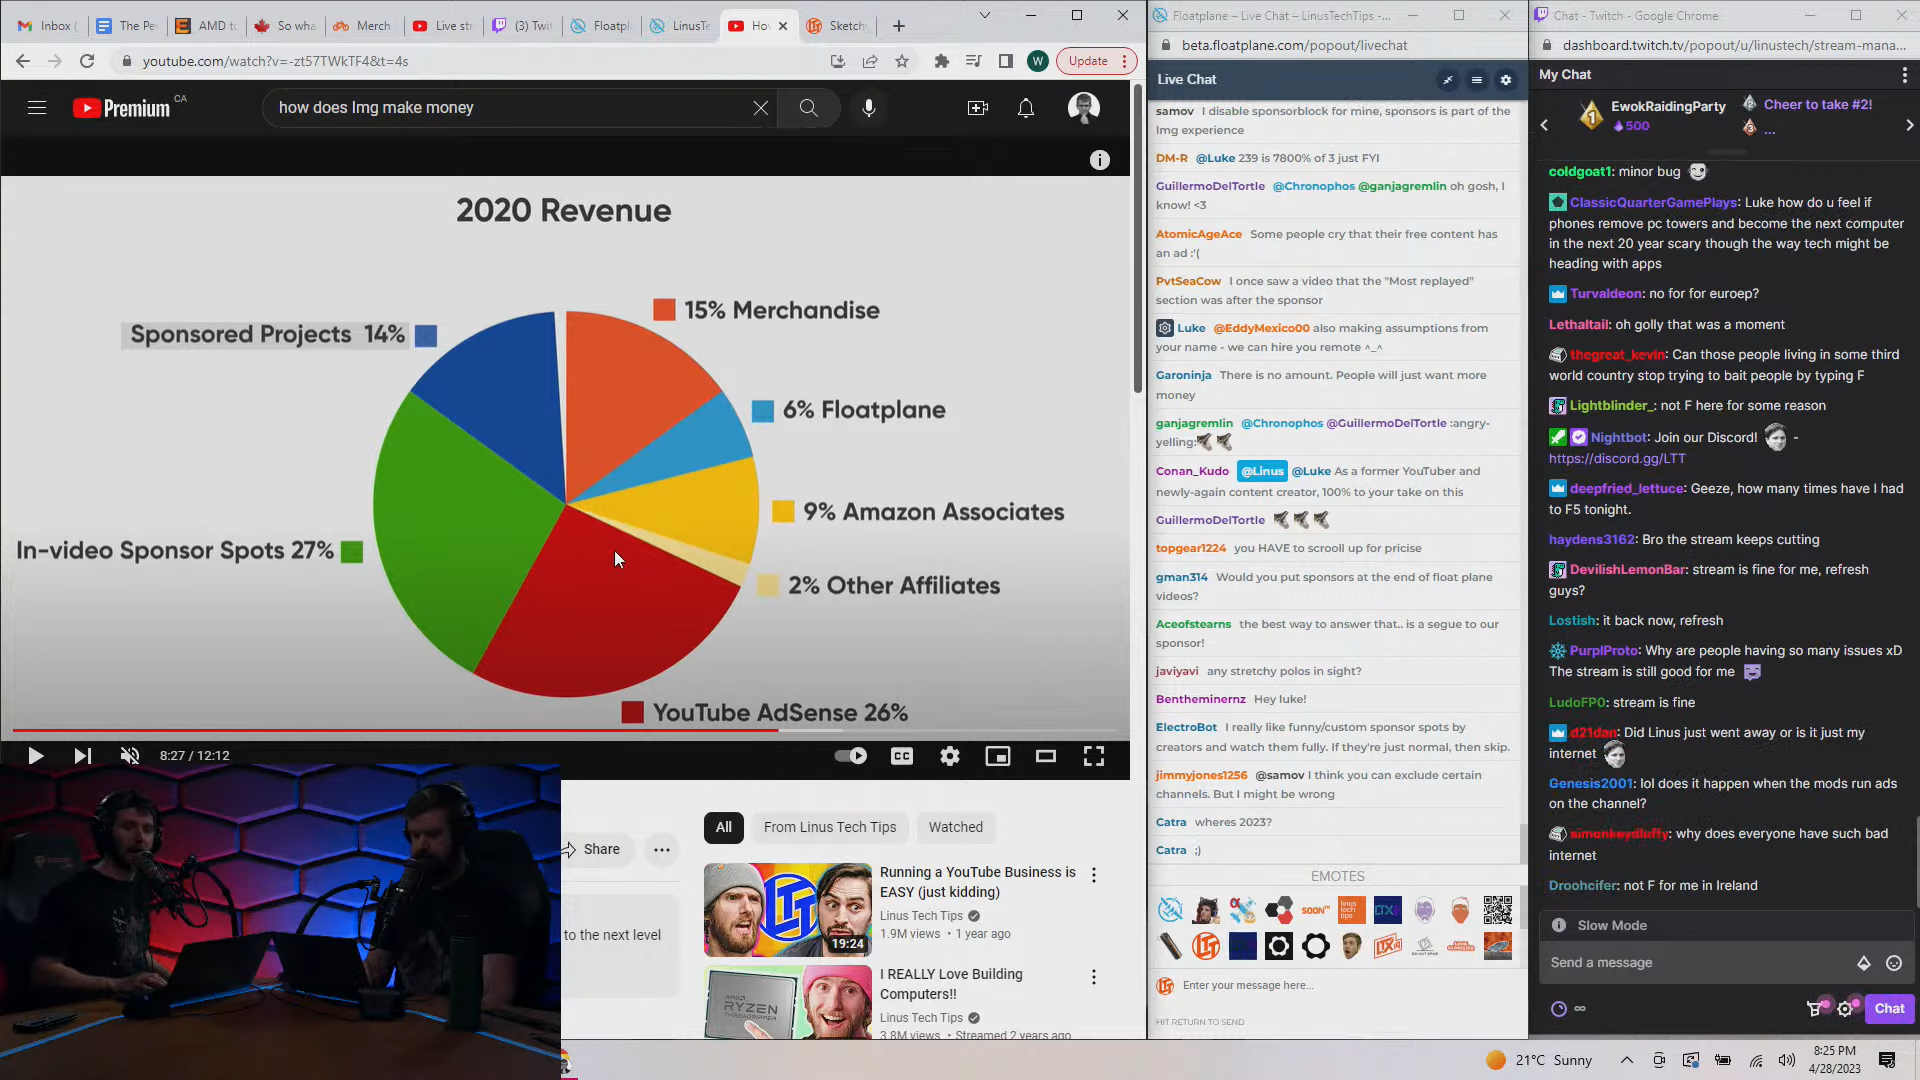 Inbox (
The Pe
AMD to
So wha
Merch
Live str
(3) Twi
Floatpl
LinusTe
Ho
Sketchy
youtube.com/watch?v=-zt57TWkTF4&t=4s
W
Update
Premium CA
how does lmg make money
2020 Revenue
15% Merchandise
Sponsored Projects 14%
6% Floatplane
9% Amazon Associates
In-video Sponsor Spots 27%
2% Other Affiliates
YouTube AdSense 26%
8:27 / 12:12
CC
Share
to the next level
All
From Linus Tech Tips
Watched
Running a YouTube Business is
EASY (just kidding)
Linus Tech Tips
1.9M views • 1 year ago
19:24
I REALLY Love Building
Computers!!
Linus Tech Tips
3.8M views • Streamed 2 years ago
AMD
RYZEN
THREADRIPPER
Floatplane – Live Chat – LinusTechTips -...
beta.floatplane.com/popout/livechat
Live Chat
samov I disable sponsorblock for mine, sponsors is part of the
lmg experience
DM-R @Luke 239 is 7800% of 3 just FYI
GuillermoDelTortle @Chronophos @ganjagremlin oh gosh, I
know! <3
AtomicAgeAce Some people cry that their free content has
an ad :'(
PvtSeaCow I once saw a video that the "Most replayed"
section was after the sponsor
Luke @EddyMexico00 also making assumptions from
your name - we can hire you remote ^_^
Garoninja There is no amount. People will just want more
money
ganjagremlin @Chronophos @GuillermoDelTortle :angry-
yelling:
Conan_Kudo @Linus @Luke As a former YouTuber and
newly-again content creator, 100% to your take on this
GuillermoDelTortle
topgear1224 you HAVE to scrooll up for pricise
gman314 Would you put sponsors at the end of float plane
videos?
Aceofstearns the best way to answer that.. is a segue to our
sponsor!
javiyavi any stretchy polos in sight?
Bentheminernz Hey luke!
ElectroBot I really like funny/custom sponsor spots by
creators and watch them fully. If they're just normal, then skip.
jimmyjones1256 @samov I think you can exclude certain
channels. But I might be wrong
Catra wheres 2023?
Catra ;)
EMOTES
SOON
Enter your message here...
HIT RETURN TO SEND
Chat - Twitch - Google Chrome
dashboard.twitch.tv/popout/u/linustech/stream-mana...
My Chat
1
EwokRaidingParty
500
2
Cheer to take #2!
3
...
coldgoat1: minor bug
ClassicQuarterGamePlays: Luke how do u feel if
phones remove pc towers and become the next computer
in the next 20 year scary though the way tech might be
heading with apps
Turvaldeon: no for for euroep?
Lethaltail: oh golly that was a moment
thegreat_kevin: Can those people living in some third
world country stop trying to bait people by typing F
Lightblinder_: not F here for some reason
Nightbot: Join our Discord! -
https://discord.gg/LTT
deepfried_lettuce: Geeze, how many times have I had
to F5 tonight.
haydens3162: Bro the stream keeps cutting
DevilishLemonBar: stream is fine for me, refresh
guys?
Lostish: it back now, refresh
PurplProto: Why are people having so many issues xD
The stream is still good for me
LudoFP0: stream is fine
d21dan: Did Linus just went away or is it just my
internet
Genesis2001: lol does it happen when the mods run ads
on the channel?
simonkeydluffy: why does everyone have such bad
internet
Droohcifer: not F for me in Ireland
Slow Mode
Send a message
Chat
21°C Sunny
8:25 PM
4/28/2023